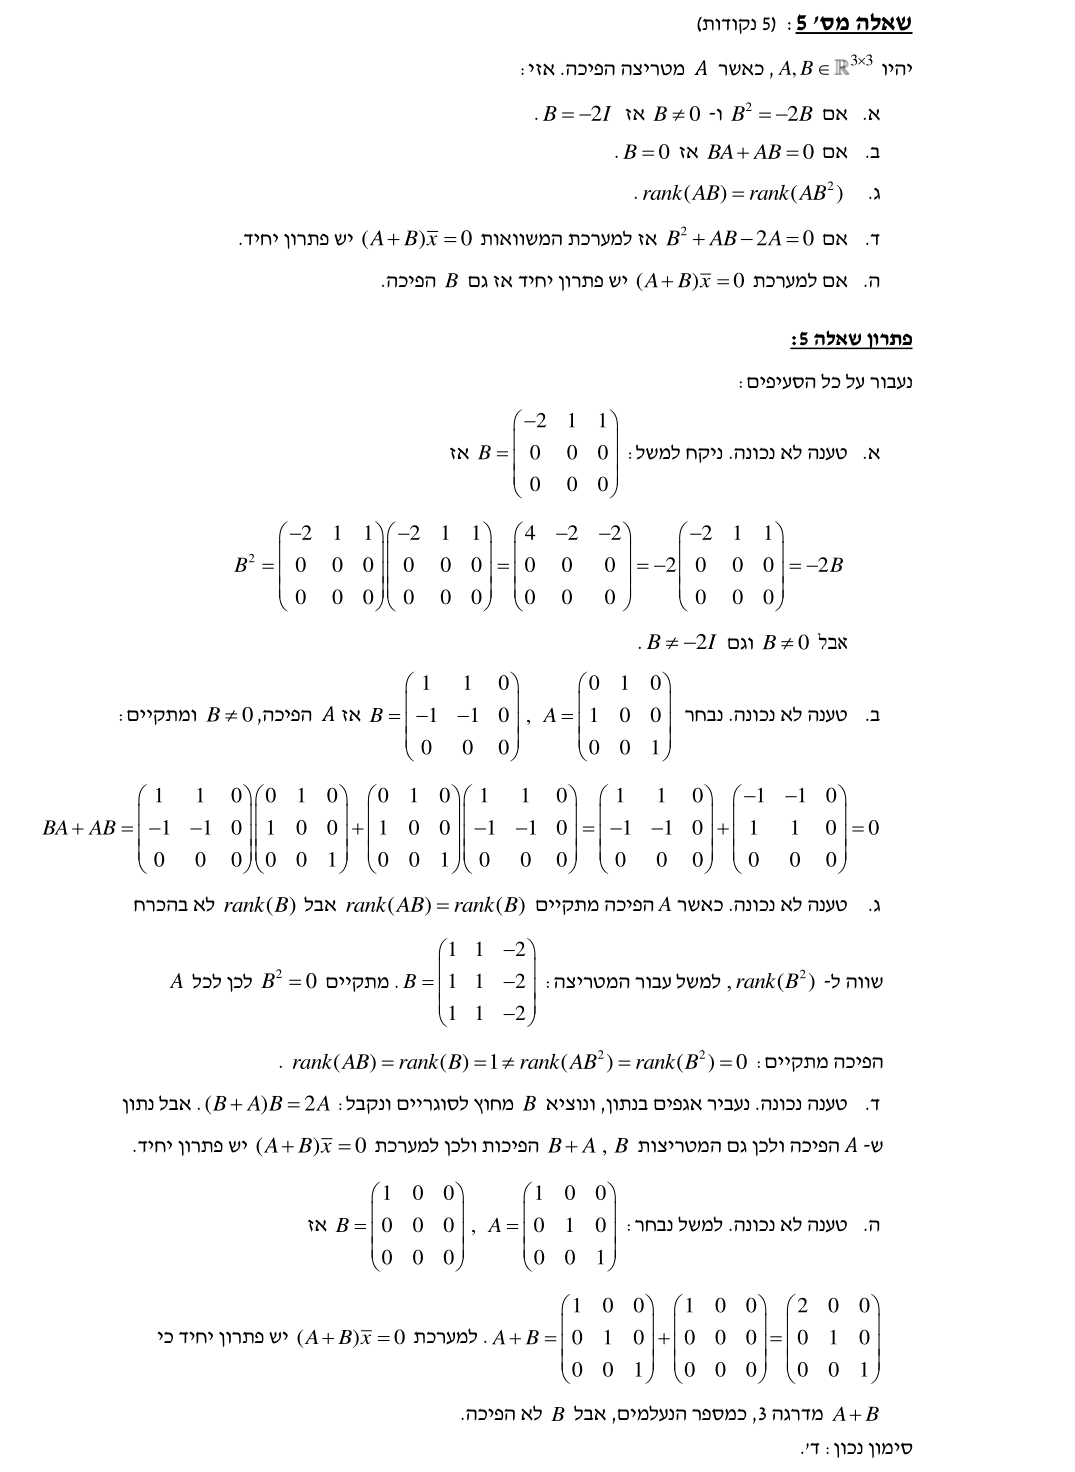 שאלה מס׳ 5 : (5 נקודות)
יהיו A, B ∈ ℝ^{3×3} , כאשר A מטריצה הפיכה. אזי :
א. אם B² = −2B ו- B ≠ 0 אז B = −2I .
ב. אם BA + AB = 0 אז B = 0 .
ג. rank(AB) = rank(AB²) .
ד. אם B² + AB − 2A = 0 אז למערכת המשוואות (A + B)x̄ = 0 יש פתרון יחיד.
ה. אם למערכת (A + B)x̄ = 0 יש פתרון יחיד אז גם B הפיכה.
פתרון שאלה 5:
נעבור על כל הסעיפים :
א. טענה לא נכונה. ניקח למשל : B = (−2 1 1; 0 0 0; 0 0 0) אז
B² = (−2 1 1; 0 0 0; 0 0 0)(−2 1 1; 0 0 0; 0 0 0) = (4 −2 −2; 0 0 0; 0 0 0) = −2(−2 1 1; 0 0 0; 0 0 0) = −2B
אבל B ≠ 0 וגם B ≠ −2I .
ב. טענה לא נכונה. נבחר A = (0 1 0; 1 0 0; 0 0 1) , B = (1 1 0; −1 −1 0; 0 0 0) אז A הפיכה, B ≠ 0 ומתקיים :
BA + AB = (1 1 0; −1 −1 0; 0 0 0)(0 1 0; 1 0 0; 0 0 1) + (0 1 0; 1 0 0; 0 0 1)(1 1 0; −1 −1 0; 0 0 0) = (1 1 0; −1 −1 0; 0 0 0) + (−1 −1 0; 1 1 0; 0 0 0) = 0
ג. טענה לא נכונה. כאשר A הפיכה מתקיים rank(AB) = rank(B) אבל rank(B) לא בהכרח
שווה ל- rank(B²) , למשל עבור המטריצה : B = (1 1 −2; 1 1 −2; 1 1 −2) . מתקיים B² = 0 לכן לכל A
הפיכה מתקיים : rank(AB) = rank(B) = 1 ≠ rank(AB²) = rank(B²) = 0 .
ד. טענה נכונה. נעביר אגפים בנתון, ונוציא B מחוץ לסוגריים ונקבל : (B + A)B = 2A . אבל נתון
ש- A הפיכה ולכן גם המטריצות B + A , B הפיכות ולכן למערכת (A + B)x̄ = 0 יש פתרון יחיד.
ה. טענה לא נכונה. למשל נבחר : A = (1 0 0; 0 1 0; 0 0 1) , B = (1 0 0; 0 0 0; 0 0 0) אז
A + B = (1 0 0; 0 1 0; 0 0 1) + (1 0 0; 0 0 0; 0 0 0) = (2 0 0; 0 1 0; 0 0 1) . למערכת (A + B)x̄ = 0 יש פתרון יחיד כי
A + B מדרגה 3, כמספר הנעלמים, אבל B לא הפיכה.
סימון נכון : ד׳.